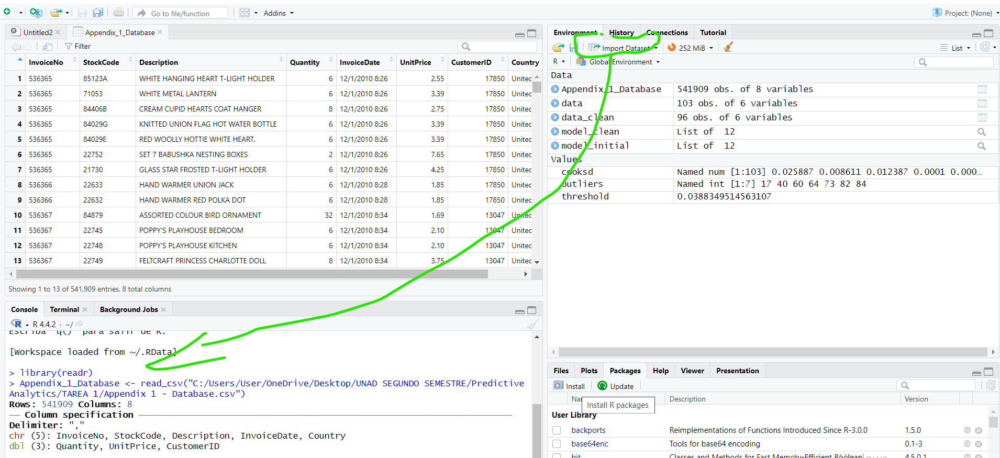 Go to file/function
Addins
Project: (None)
Untitled2
Appendix_1_Database
Filter
InvoiceNo StockCode Description Quantity InvoiceDate UnitPrice CustomerID Country
1 536365 85123A WHITE HANGING HEART T-LIGHT HOLDER 6 12/1/2010 8:26 2.55 17850 United
2 536365 71053 WHITE METAL LANTERN 6 12/1/2010 8:26 3.39 17850 United
3 536365 84406B CREAM CUPID HEARTS COAT HANGER 8 12/1/2010 8:26 2.75 17850 United
4 536365 84029G KNITTED UNION FLAG HOT WATER BOTTLE 6 12/1/2010 8:26 3.39 17850 United
5 536365 84029E RED WOOLLY HOTTIE WHITE HEART. 6 12/1/2010 8:26 3.39 17850 United
6 536365 22752 SET 7 BABUSHKA NESTING BOXES 2 12/1/2010 8:26 7.65 17850 United
7 536365 21730 GLASS STAR FROSTED T-LIGHT HOLDER 6 12/1/2010 8:26 4.25 17850 United
8 536366 22633 HAND WARMER UNION JACK 6 12/1/2010 8:28 1.85 17850 United
9 536366 22632 HAND WARMER RED POLKA DOT 6 12/1/2010 8:28 1.85 17850 United
10 536367 84879 ASSORTED COLOUR BIRD ORNAMENT 32 12/1/2010 8:34 1.69 13047 United
11 536367 22745 POPPY'S PLAYHOUSE BEDROOM 6 12/1/2010 8:34 2.10 13047 United
12 536367 22748 POPPY'S PLAYHOUSE KITCHEN 6 12/1/2010 8:34 2.10 13047 United
13 536367 22749 FELTCRAFT PRINCESS CHARLOTTE DOLL 8 12/1/2010 8:34 3.75 13047 United
Showing 1 to 13 of 541,909 entries, 8 total columns
Console Terminal Background Jobs
R 4.4.2 · ~/
Escriba 'q()' para salir de R.
[Workspace loaded from ~/.RData]
> library(readr)
> Appendix_1_Database <- read_csv("C:/Users/User/OneDrive/Desktop/UNAD SEGUNDO SEMESTRE/Predictive
Analytics/TAREA 1/Appendix 1 - Database.csv")
Rows: 541909 Columns: 8
── Column specification ──
Delimiter: ","
chr (5): InvoiceNo, StockCode, Description, InvoiceDate, Country
dbl (3): Quantity, UnitPrice, CustomerID
Environment History Connections Tutorial
Import Dataset 252 MiB List
R Global Environment
Data
Appendix_1_Database 541909 obs. of 8 variables
data 103 obs. of 6 variables
data_clean 96 obs. of 6 variables
model_clean List of 12
model_initial List of 12
Values
cooksd Named num [1:103] 0.025887 0.008611 0.012387 0.0001 0.000…
outliers Named int [1:7] 17 40 60 64 73 82 84
threshold 0.0388349514563107
Files Plots Packages Help Viewer Presentation
Install Update
Description Version
Install R packages
User Library
backports Reimplementations of Functions Introduced Since R-3.0.0 1.5.0
base64enc Tools for base64 encoding 0.1-3
bit Classes and Methods for Fast Memory-Efficient Boolean 4.5.0.1